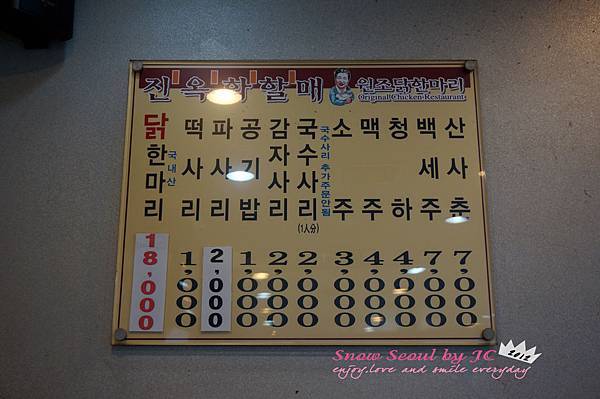 진옥화할매 원조닭한마리
Original Chicken Restaurant
닭한마리
국내산
떡사리
파사리
공기밥
감자사리
국수사리
(1人分)
국수사리 추가주문안됨
소주
맥주
청하
백세주
산사춘
18,000
1,000
2,000
1,000
2,000
2,000
3,000
4,000
4,000
7,000
7,000
Snow Seoul by JC
2012
enjoy,love and smile everyday